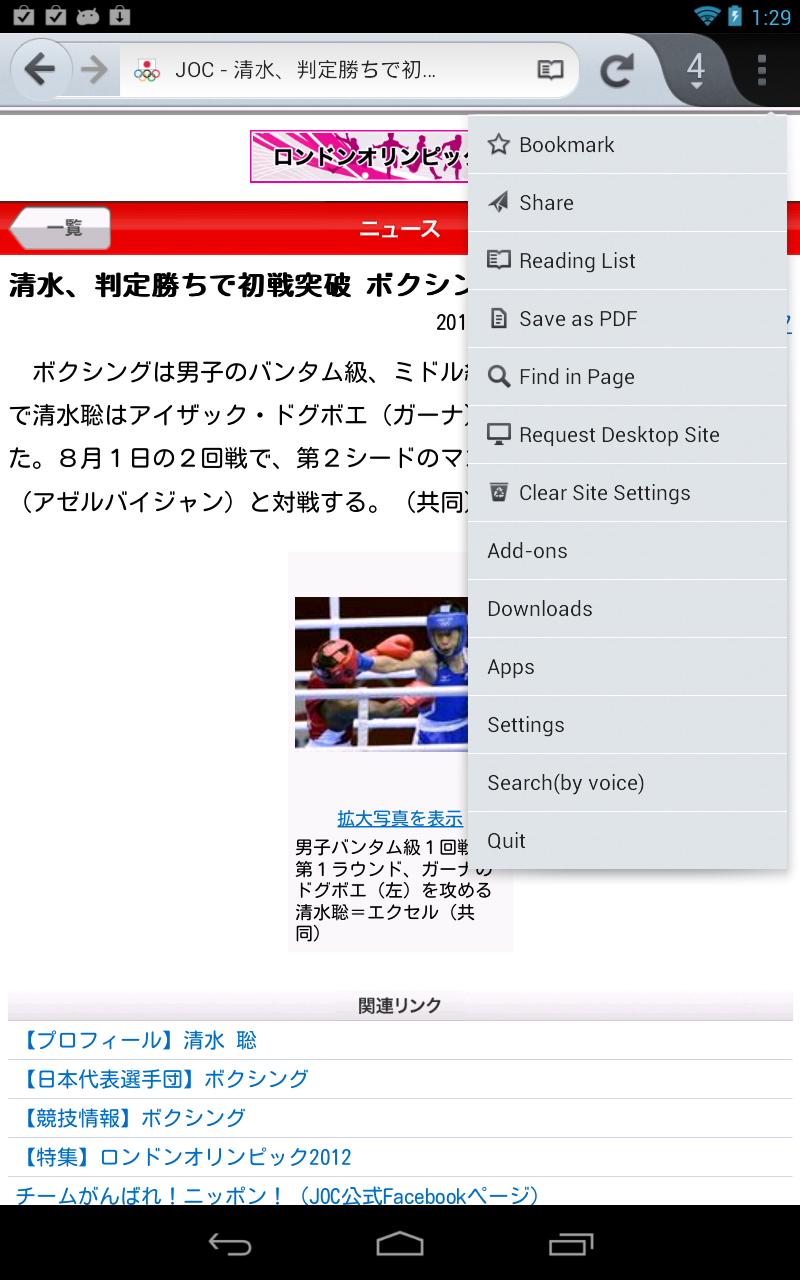 1:29
JOC - 清水、判定勝ちで初...
4
ロンドンオリンピック
一覧
ニュース
清水、判定勝ちで初戦突破 ボクシン
201
ボクシングは男子のバンタム級、ミドル
で清水聡はアイザック・ドグボエ（ガーナ）
た。８月１日の２回戦で、第２シードのマ
（アゼルバイジャン）と対戦する。（共同）
拡大写真を表示
男子バンタム級１回戦
第１ラウンド、ガーナの
ドグボエ（左）を攻める
清水聡＝エクセル（共
同）
Bookmark
Share
Reading List
Save as PDF
Find in Page
Request Desktop Site
Clear Site Settings
Add-ons
Downloads
Apps
Settings
Search(by voice)
Quit
関連リンク
【プロフィール】清水 聡
【日本代表選手団】ボクシング
【競技情報】ボクシング
【特集】ロンドンオリンピック2012
チームがんばれ！ニッポン！（JOC公式Facebookページ）